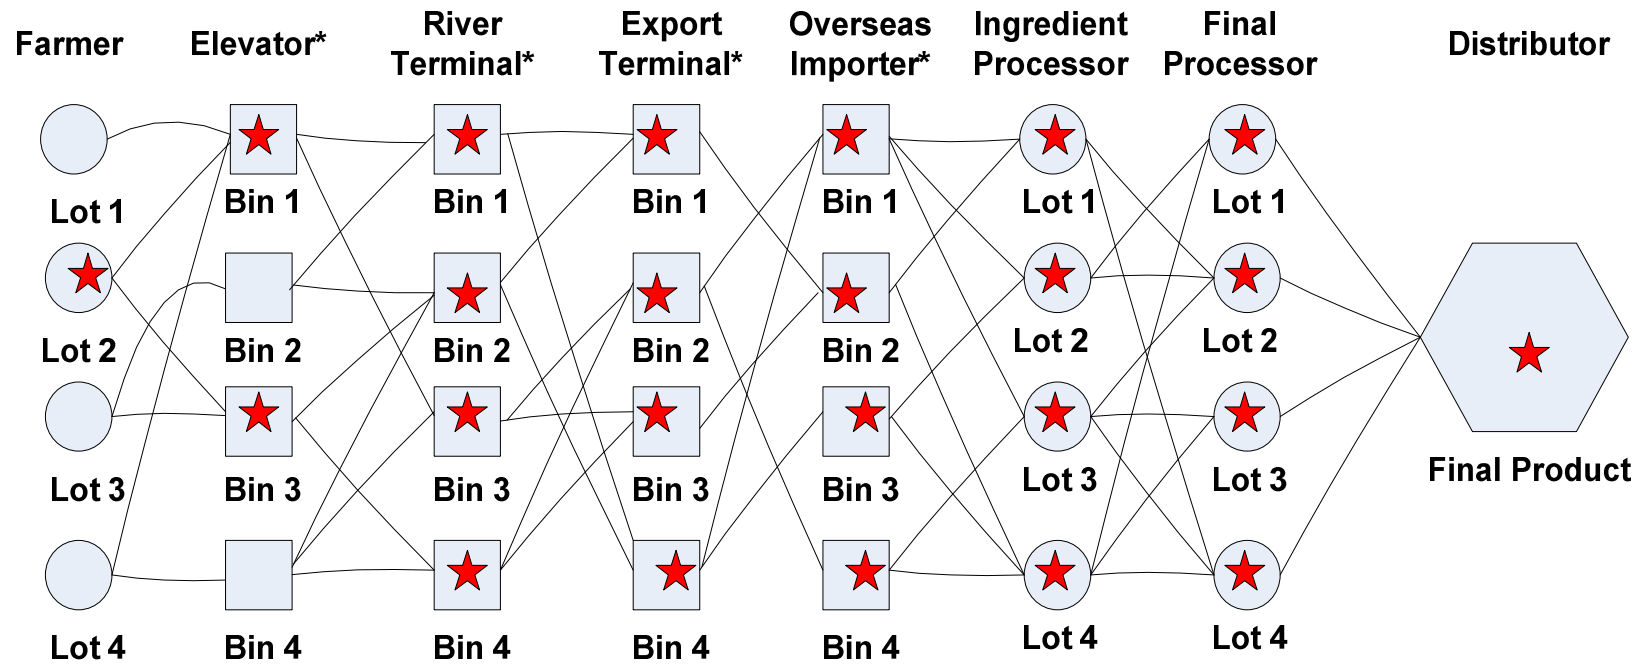 Farmer
Elevator*
River
Terminal*
Export
Terminal*
Overseas
Importer*
Ingredient
Processor
Final
Processor
Distributor
Lot 1
Bin 1
Bin 1
Bin 1
Bin 1
Lot 1
Lot 1
Lot 2
Bin 2
Bin 2
Bin 2
Bin 2
Lot 2
Lot 2
Lot 3
Bin 3
Bin 3
Bin 3
Bin 3
Lot 3
Lot 3
Final Product
Lot 4
Bin 4
Bin 4
Bin 4
Bin 4
Lot 4
Lot 4